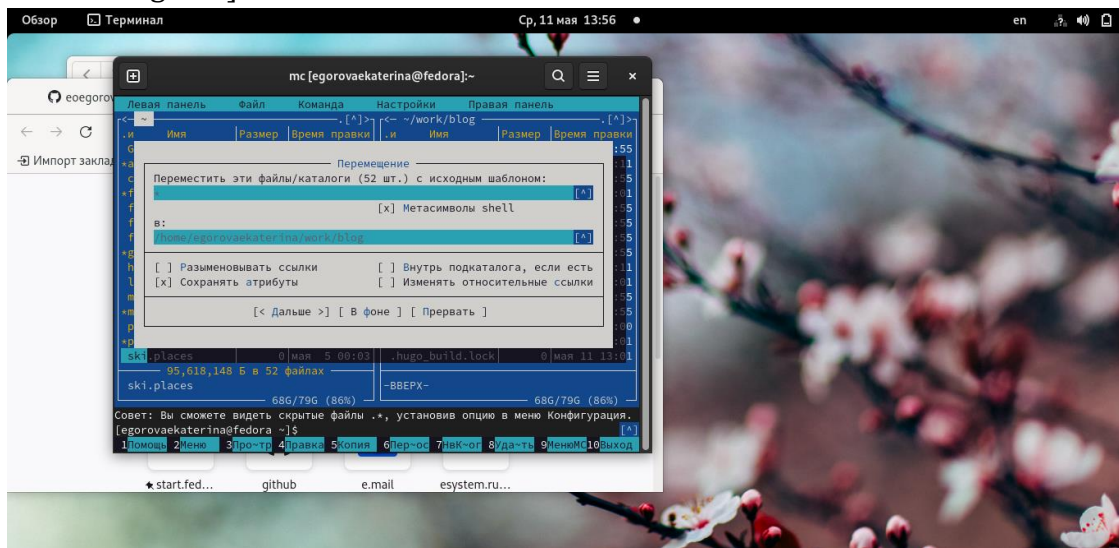 Обзор Терминал Ср, 11 мая 13:56 en
mc [egorovaekaterina@fedora]:~
eoegorov
Импорт заклад
Левая панель Файл Команда Настройки Правая панель
<─ ~ .[^]> <─ ~/work/blog .[^]>
.и Имя Размер Время правки .и Имя Размер Время правки
Перемещение
Переместить эти файлы/каталоги (52 шт.) с исходным шаблоном:
* [^]
[x] Метасимволы shell
в:
/home/egorovaekaterina/work/blog [^]
[ ] Разыменовывать ссылки [ ] Внутрь подкаталога, если есть
[x] Сохранять атрибуты [ ] Изменять относительные ссылки
[< Дальше >] [ В фоне ] [ Прервать ]
ski.places 0 мая 5 00:03 .hugo_build.lock 0 мая 11 13:01
95,618,148 Б в 52 файлах
ski.places -ВВЕРХ-
68G/79G (86%) 68G/79G (86%)
Совет: Вы сможете видеть скрытые файлы .*, установив опцию в меню Конфигурация.
[egorovaekaterina@fedora ~]$ [^]
1Помощь 2Меню 3Про~тр 4Правка 5Копия 6Пер~ос 7НвК~ог 8Уда~ть 9МенюMC 10Выход
start.fed... github e.mail esystem.ru...